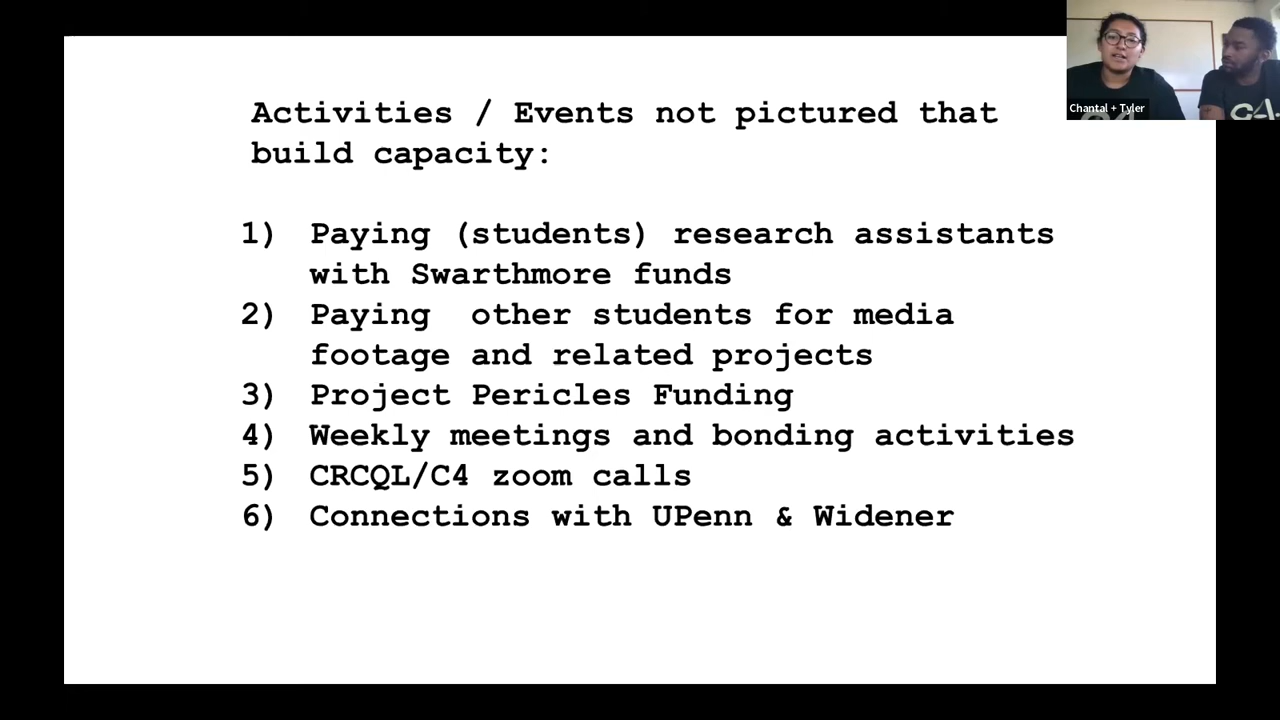 Activities / Events not pictured that
build capacity:
1) Paying (students) research assistants
with Swarthmore funds
2) Paying other students for media
footage and related projects
3) Project Pericles Funding
4) Weekly meetings and bonding activities
5) CRCQL/C4 zoom calls
6) Connections with UPenn & Widener
Chantal + Tyler
C4